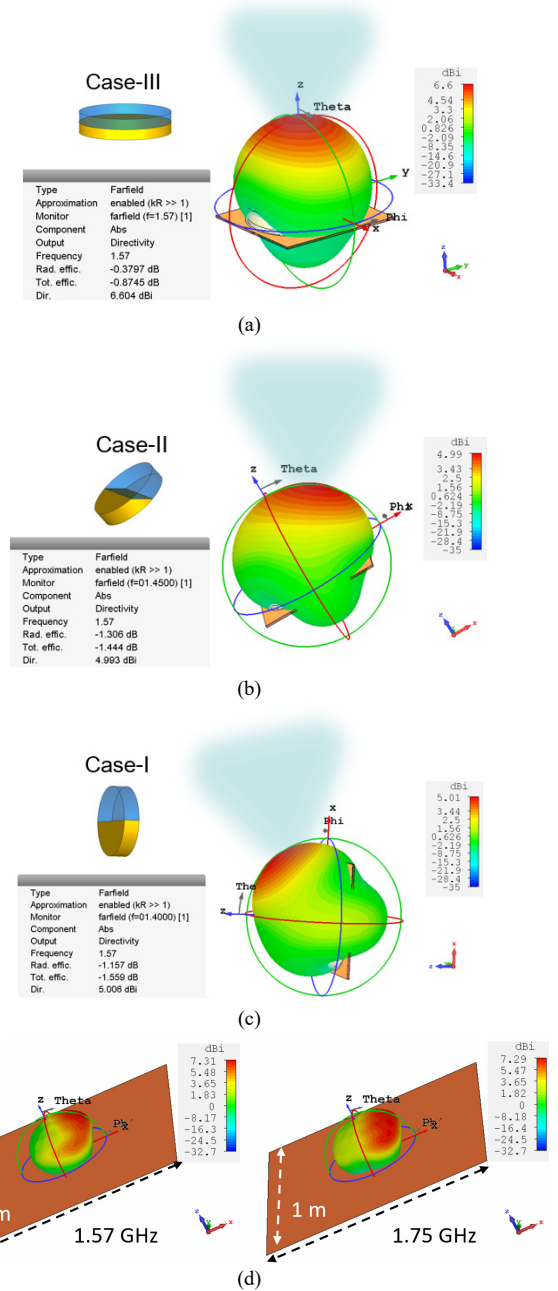 Case-III
z
Theta
y
Phi
x
dBi
6.6
4.54
3.3
2.06
0.826
-2.09
-8.35
-14.6
-20.9
-27.1
-33.4
Type Farfield
Approximation enabled (kR >> 1)
Monitor farfield (f=1.57) [1]
Component Abs
Output Directivity
Frequency 1.57
Rad. effic. -0.3797 dB
Tot. effic. -0.8745 dB
Dir. 6.604 dBi
z
y
x
(a)
Case-II
z
Theta
Phi
x
dBi
4.99
3.43
2.5
1.56
0.624
-2.19
-8.75
-15.3
-21.9
-28.4
-35
Type Farfield
Approximation enabled (kR >> 1)
Monitor farfield (f=01.4500) [1]
Component Abs
Output Directivity
Frequency 1.57
Rad. effic. -1.306 dB
Tot. effic. -1.444 dB
Dir. 4.993 dBi
z
x
(b)
Case-I
x
Phi
The
z
dBi
5.01
3.44
2.5
1.57
0.626
-2.19
-8.75
-15.3
-21.9
-28.4
-35
Type Farfield
Approximation enabled (kR >> 1)
Monitor farfield (f=01.4000) [1]
Component Abs
Output Directivity
Frequency 1.57
Rad. effic. -1.157 dB
Tot. effic. -1.559 dB
Dir. 5.006 dBi
x
z
(c)
z
Theta
x
dBi
7.31
5.48
3.65
1.83
0
-8.17
-16.3
-24.5
-32.7
m
1.57 GHz
z
x
z
Theta
x
dBi
7.29
5.47
3.65
1.82
0
-8.18
-16.4
-24.5
-32.7
1 m
1.75 GHz
z
x
(d)